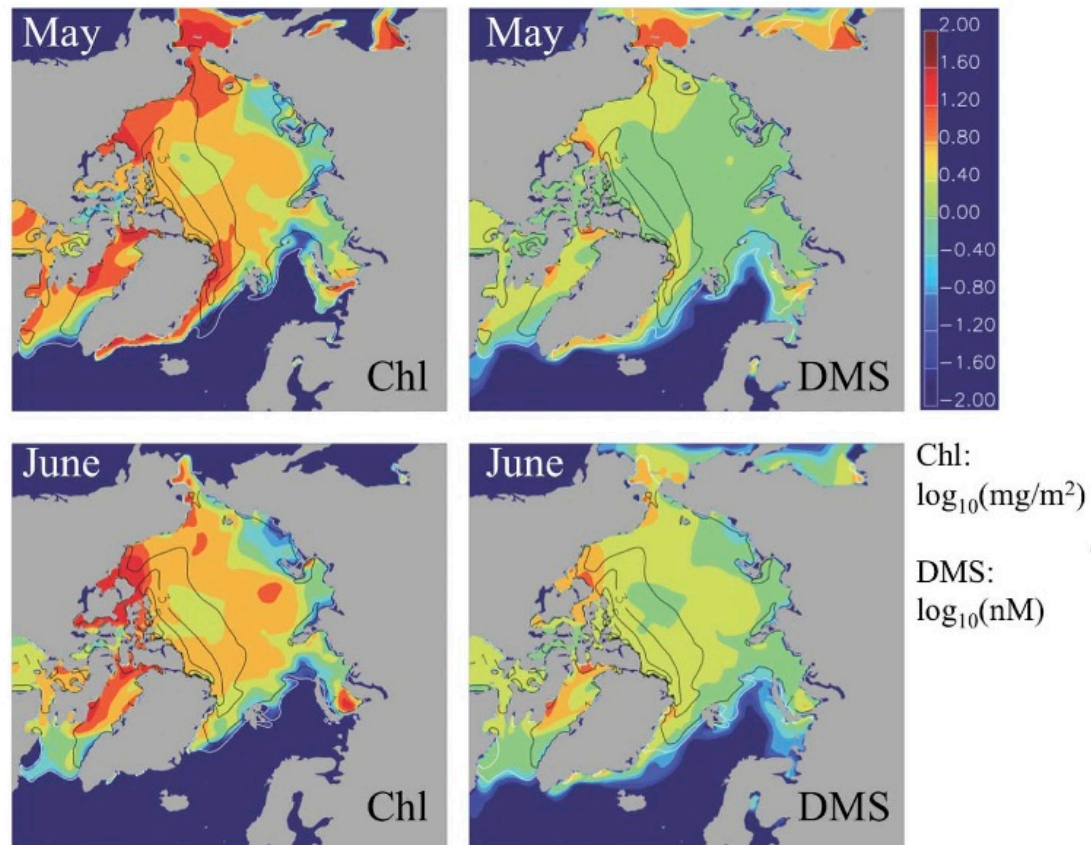 May
Chl
May
DMS
2.00
1.60
1.20
0.80
0.40
0.00
−0.40
−0.80
−1.20
−1.60
−2.00
June
Chl
June
DMS
Chl:
log₁₀(mg/m²)
DMS:
log₁₀(nM)